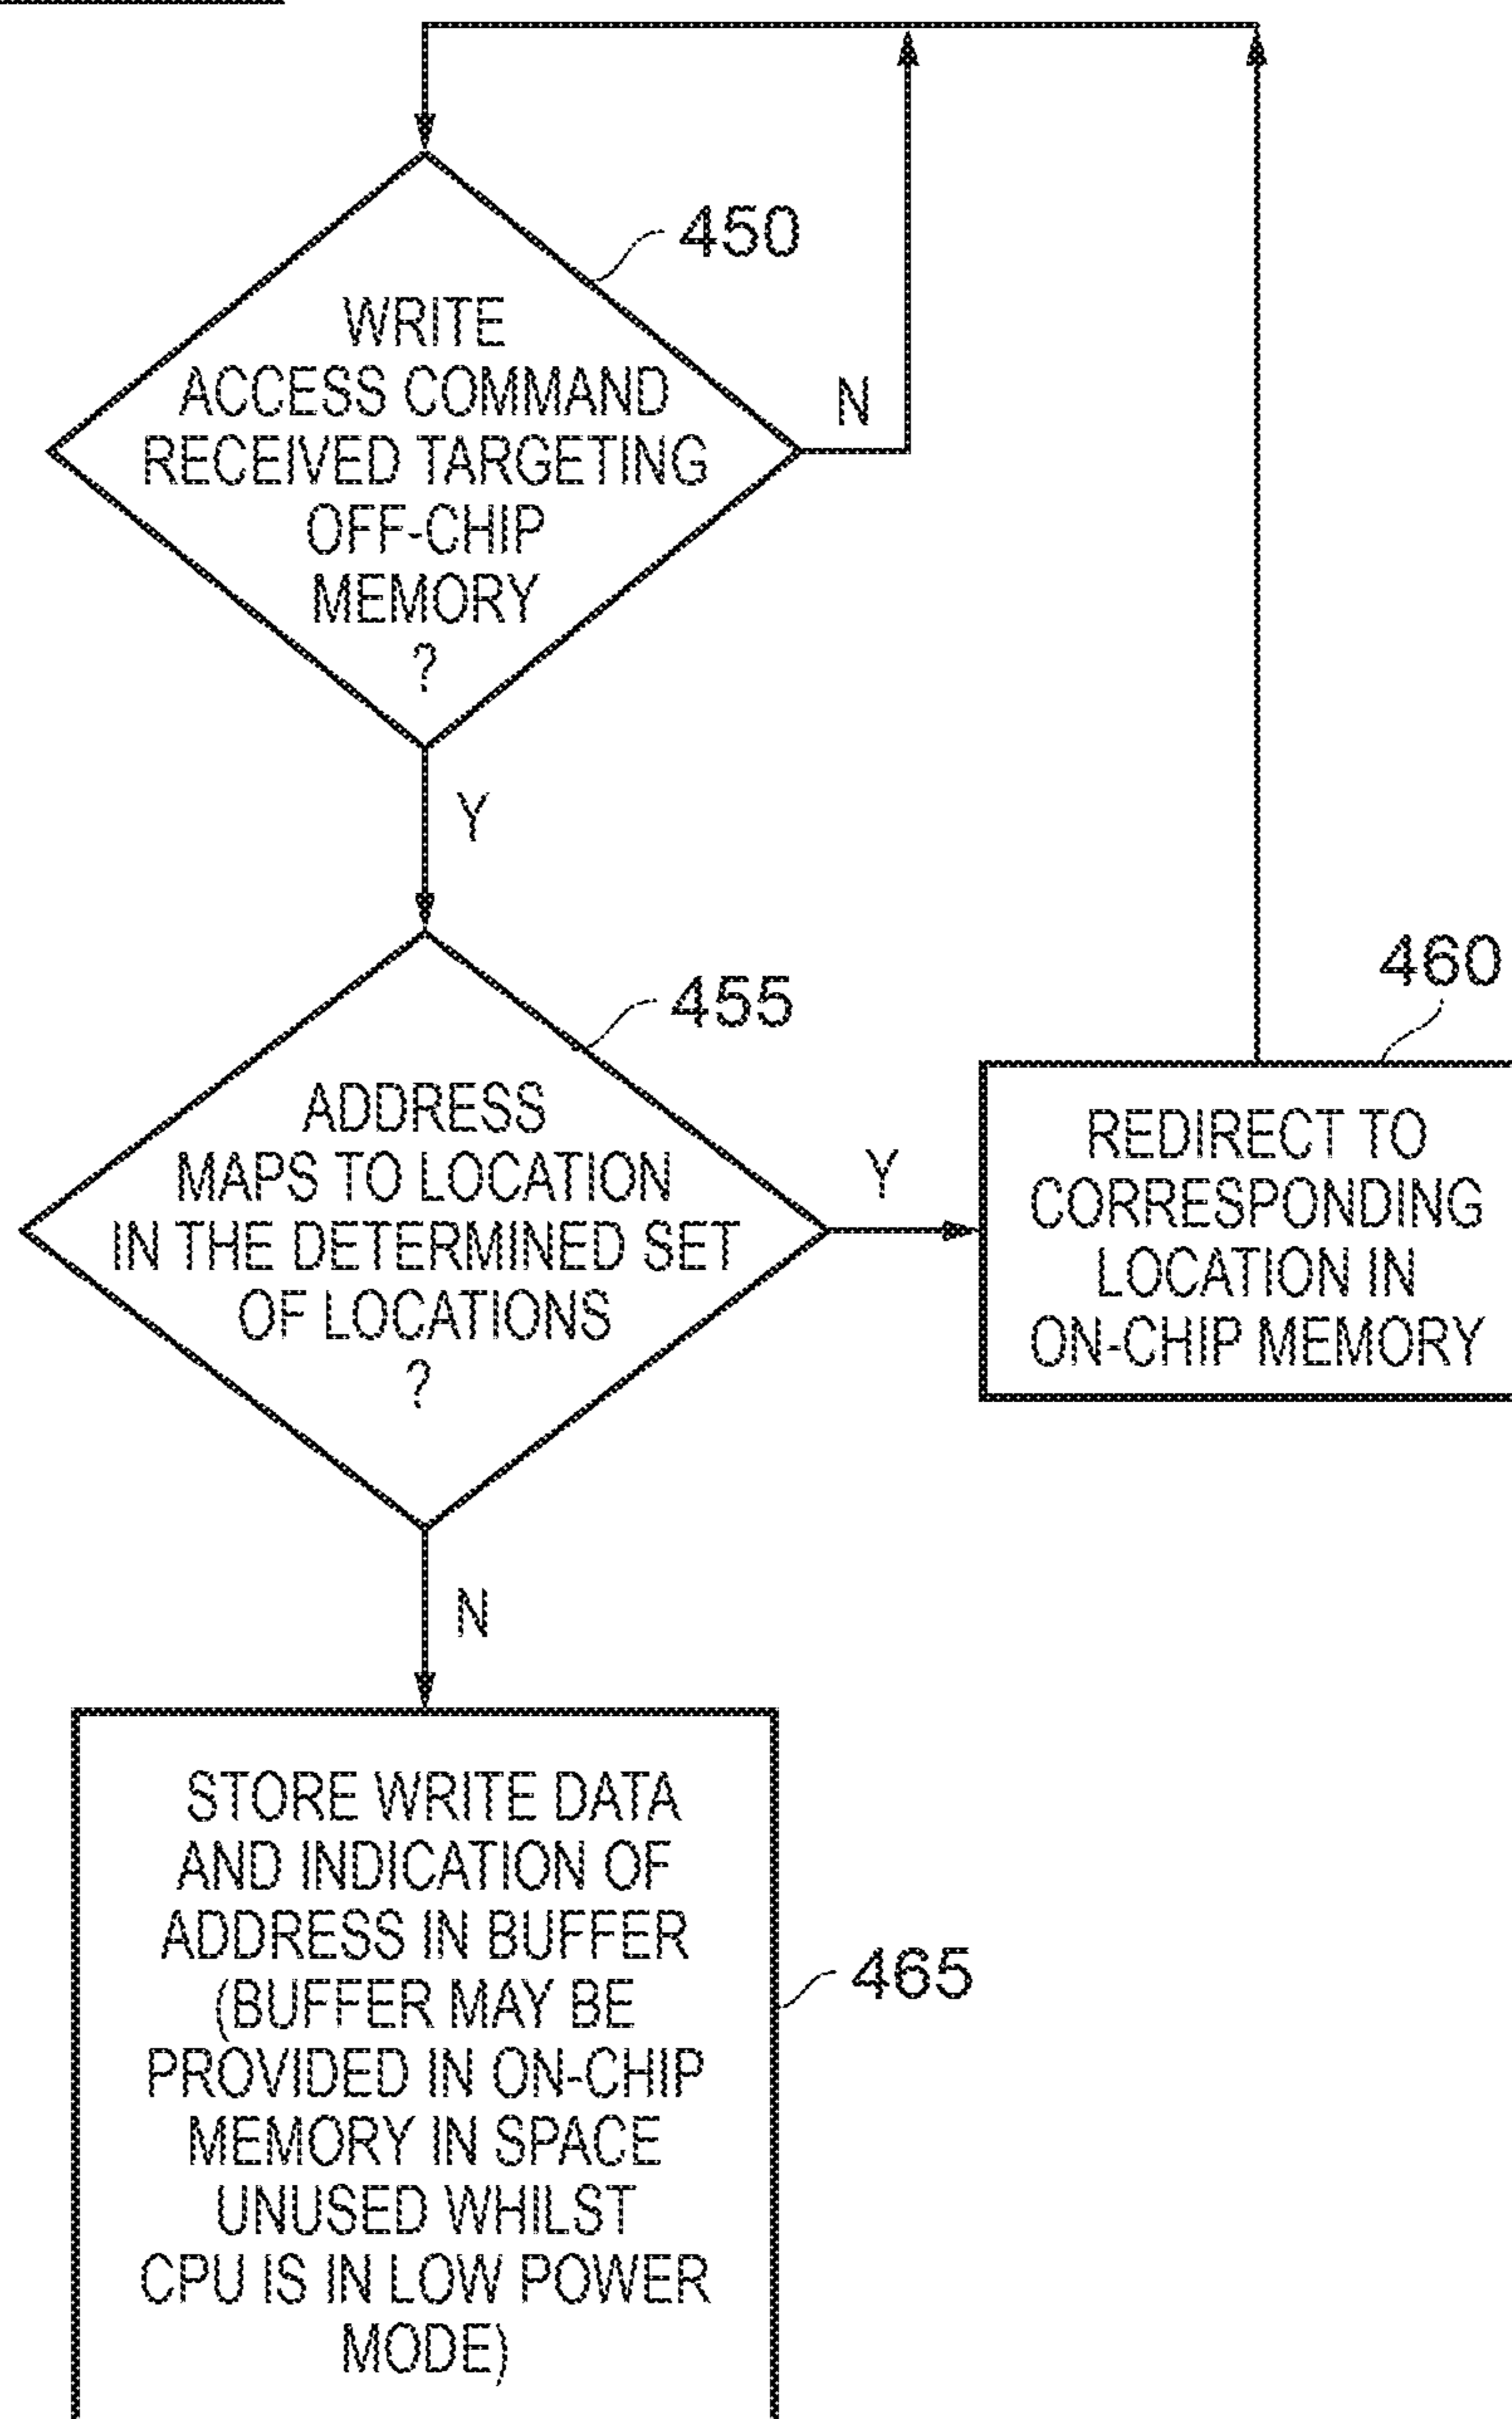 450
WRITE
ACCESS COMMAND
RECEIVED TARGETING
OFF-CHIP
MEMORY
?
N
Y
455
ADDRESS
MAPS TO LOCATION
IN THE DETERMINED SET
OF LOCATIONS
?
Y
460
REDIRECT TO
CORRESPONDING
LOCATION IN
ON-CHIP MEMORY
N
STORE WRITE DATA
AND INDICATION OF
ADDRESS IN BUFFER
(BUFFER MAY BE
PROVIDED IN ON-CHIP
MEMORY IN SPACE
UNUSED WHILST
CPU IS IN LOW POWER
MODE)
465